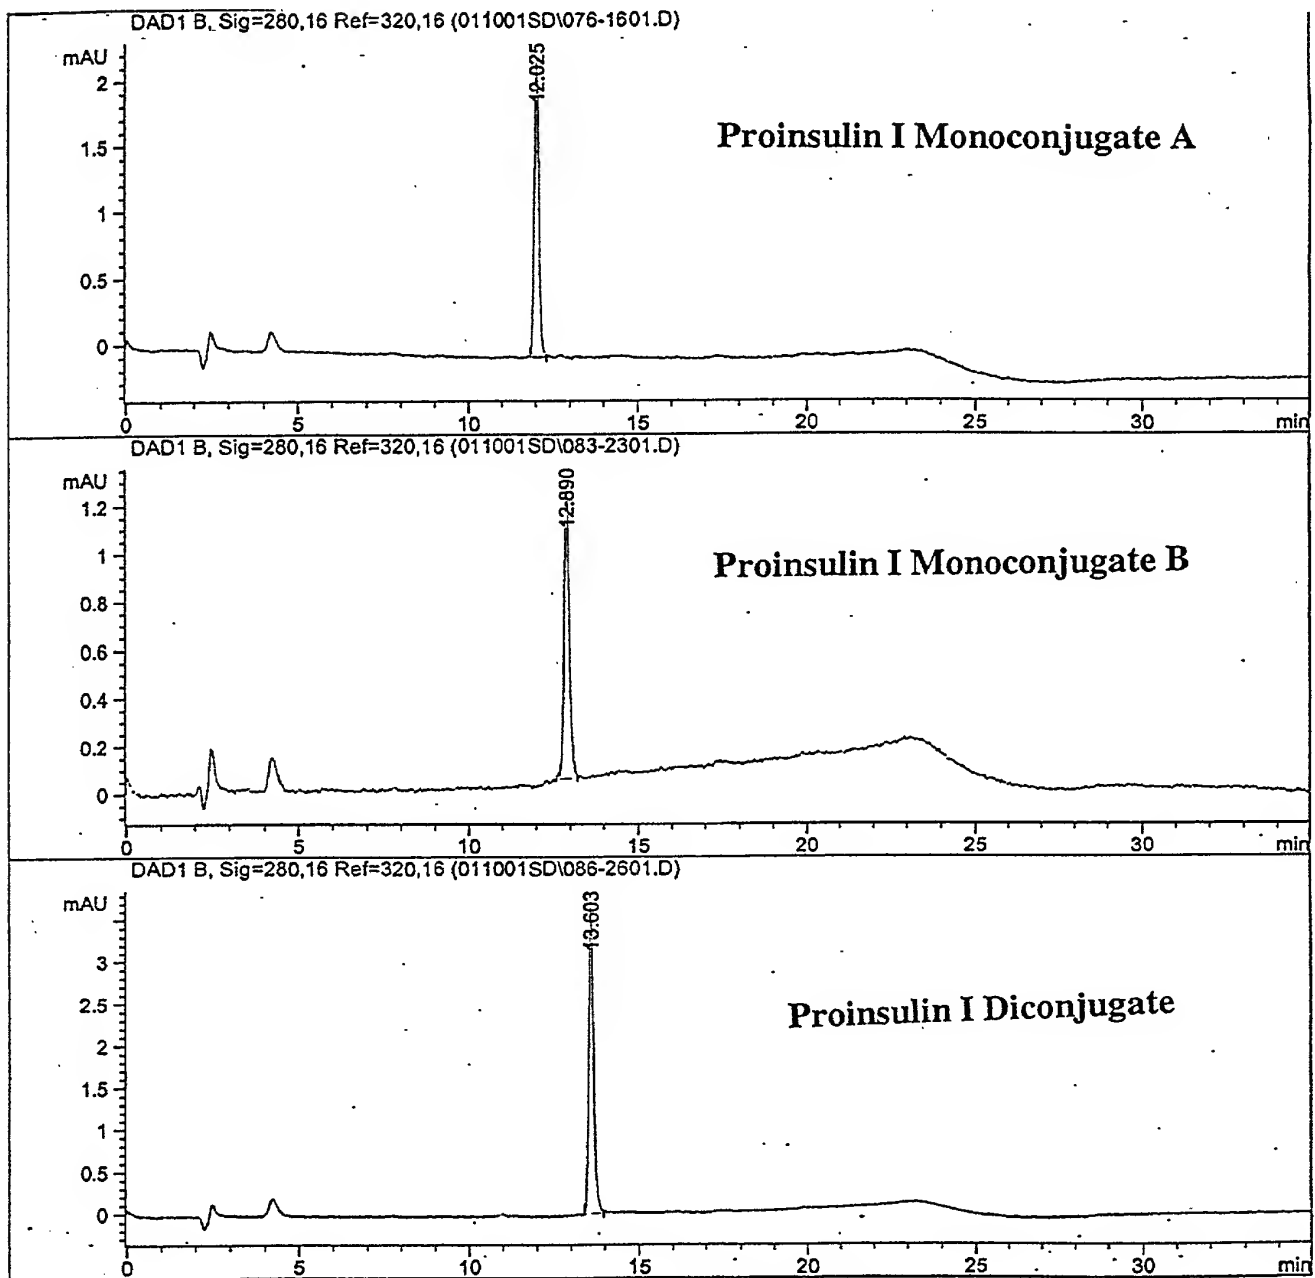 DAD1 B, Sig=280,16 Ref=320,16 (011001SD\076-1601.D)
mAU
12.025
2
Proinsulin I Monoconjugate A
1.5
1
0.5
0
0 5 10 15 20 25 30 min
DAD1 B, Sig=280,16 Ref=320,16 (011001SD\083-2301.D)
mAU
12.890
1.2
1
Proinsulin I Monoconjugate B
0.8
0.6
0.4
0.2
0
0 5 10 15 20 25 30 min
DAD1 B, Sig=280,16 Ref=320,16 (011001SD\086-2601.D)
mAU
13.603
3
2.5
Proinsulin I Diconjugate
2
1.5
1
0.5
0
0 5 10 15 20 25 30 min